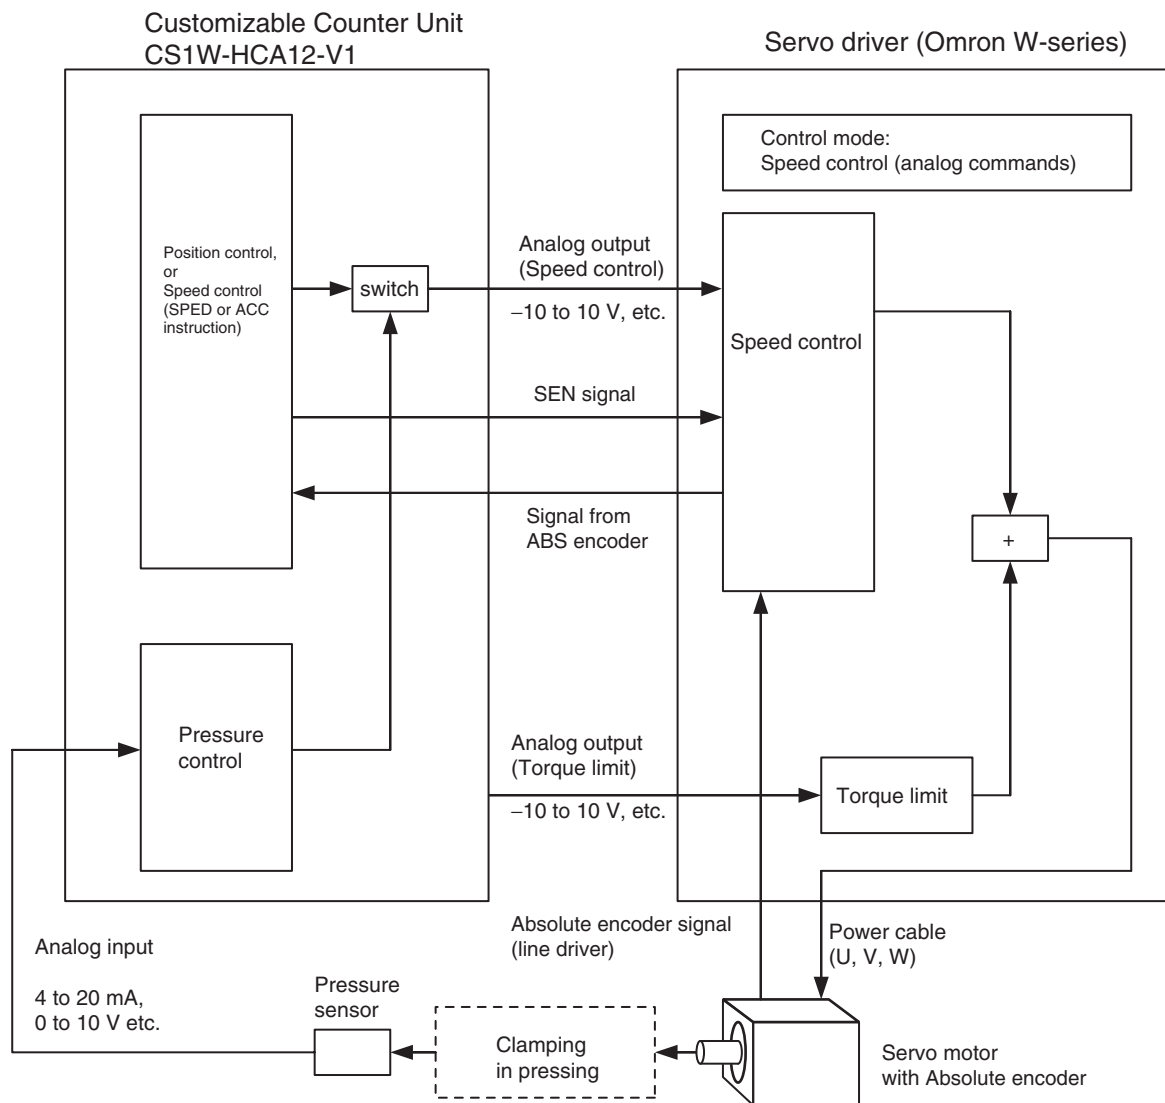 Customizable Counter Unit
CS1W-HCA12-V1
Servo driver (Omron W-series)
Control mode:
Speed control (analog commands)
Position control,
or
Speed control
(SPED or ACC
instruction)
switch
Analog output
(Speed control)
−10 to 10 V, etc.
Speed control
SEN signal
Signal from
ABS encoder
+
Pressure
control
Analog output
(Torque limit)
−10 to 10 V, etc.
Torque limit
Analog input
4 to 20 mA,
0 to 10 V etc.
Absolute encoder signal
(line driver)
Power cable
(U, V, W)
Pressure
sensor
Clamping
in pressing
Servo motor
with Absolute encoder